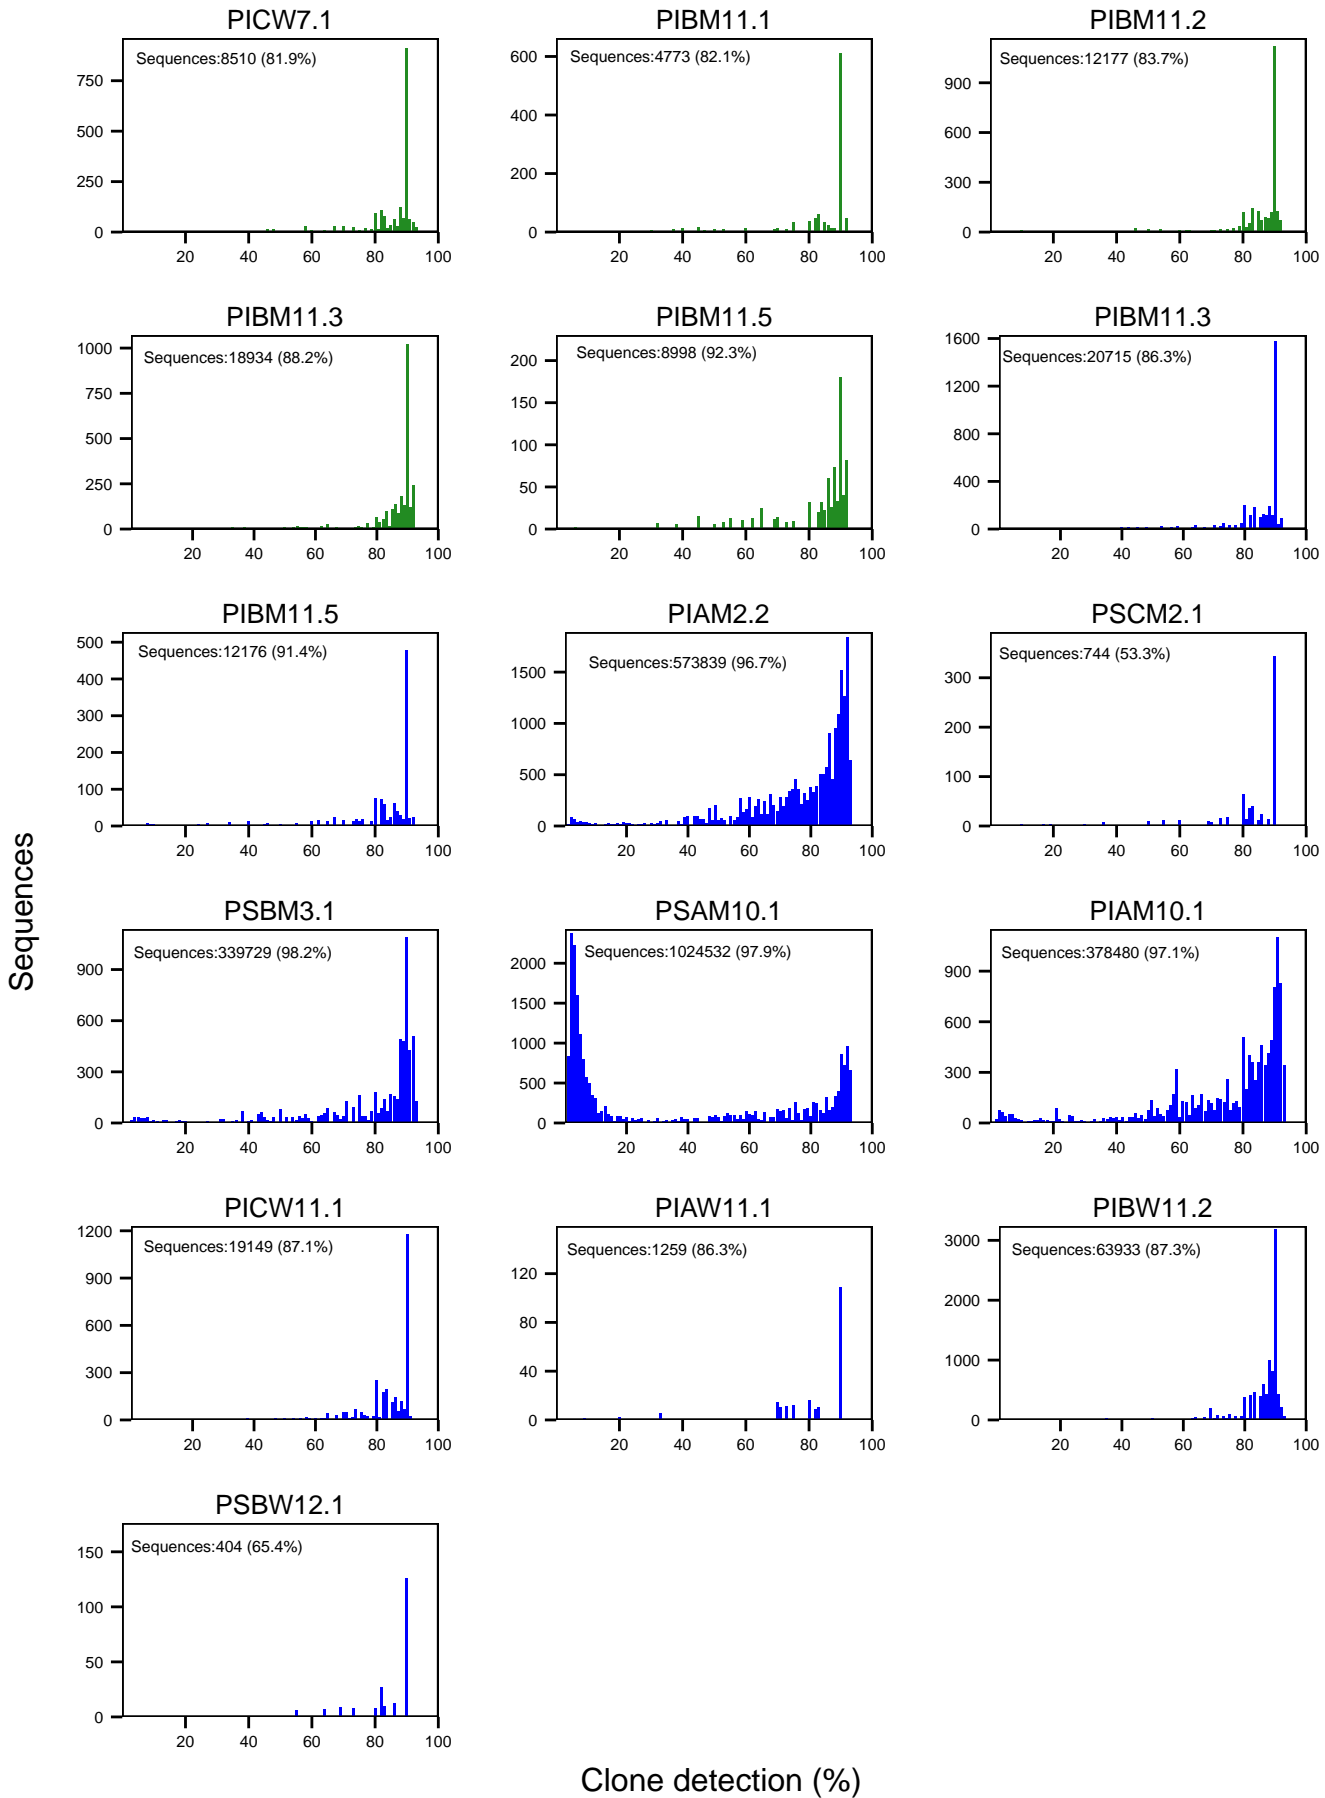 PICW7.1 PIBM11.1 PIBM11.2
Sequences:8510 (81.9%) Sequences:4773 (82.1%) Sequences:12177 (83.7%)
750 600 900
500 400 600
250 200 300
0 0 0
20 40 60 80 100 20 40 60 80 100 20 40 60 80 100
PIBM11.3 PIBM11.5 PIBM11.3
Sequences:18934 (88.2%) Sequences:8998 (92.3%) Sequences:20715 (86.3%)
1000 200 1600
750 150 1200
500 100 800
250 50 400
0 0 0
20 40 60 80 100 20 40 60 80 100 20 40 60 80 100
PIBM11.5 PIAM2.2 PSCM2.1
Sequences:12176 (91.4%) Sequences:573839 (96.7%) Sequences:744 (53.3%)
500 1500 300
400 1000 200
300 500 100
200 0 0
100
0
20 40 60 80 100 20 40 60 80 100 20 40 60 80 100
Sequences
PSBM3.1 PSAM10.1 PIAM10.1
Sequences:339729 (98.2%) Sequences:1024532 (97.9%) Sequences:378480 (97.1%)
900 2000 900
600 1500 600
300 1000 300
0 500 0
0
20 40 60 80 100 20 40 60 80 100 20 40 60 80 100
PICW11.1 PIAW11.1 PIBW11.2
Sequences:19149 (87.1%) Sequences:1259 (86.3%) Sequences:63933 (87.3%)
1200 120 3000
900 80 2000
600 40 1000
300 0 0
0
20 40 60 80 100 20 40 60 80 100 20 40 60 80 100
PSBW12.1
Sequences:404 (65.4%)
150
100
50
0
20 40 60 80 100
Clone detection (%)